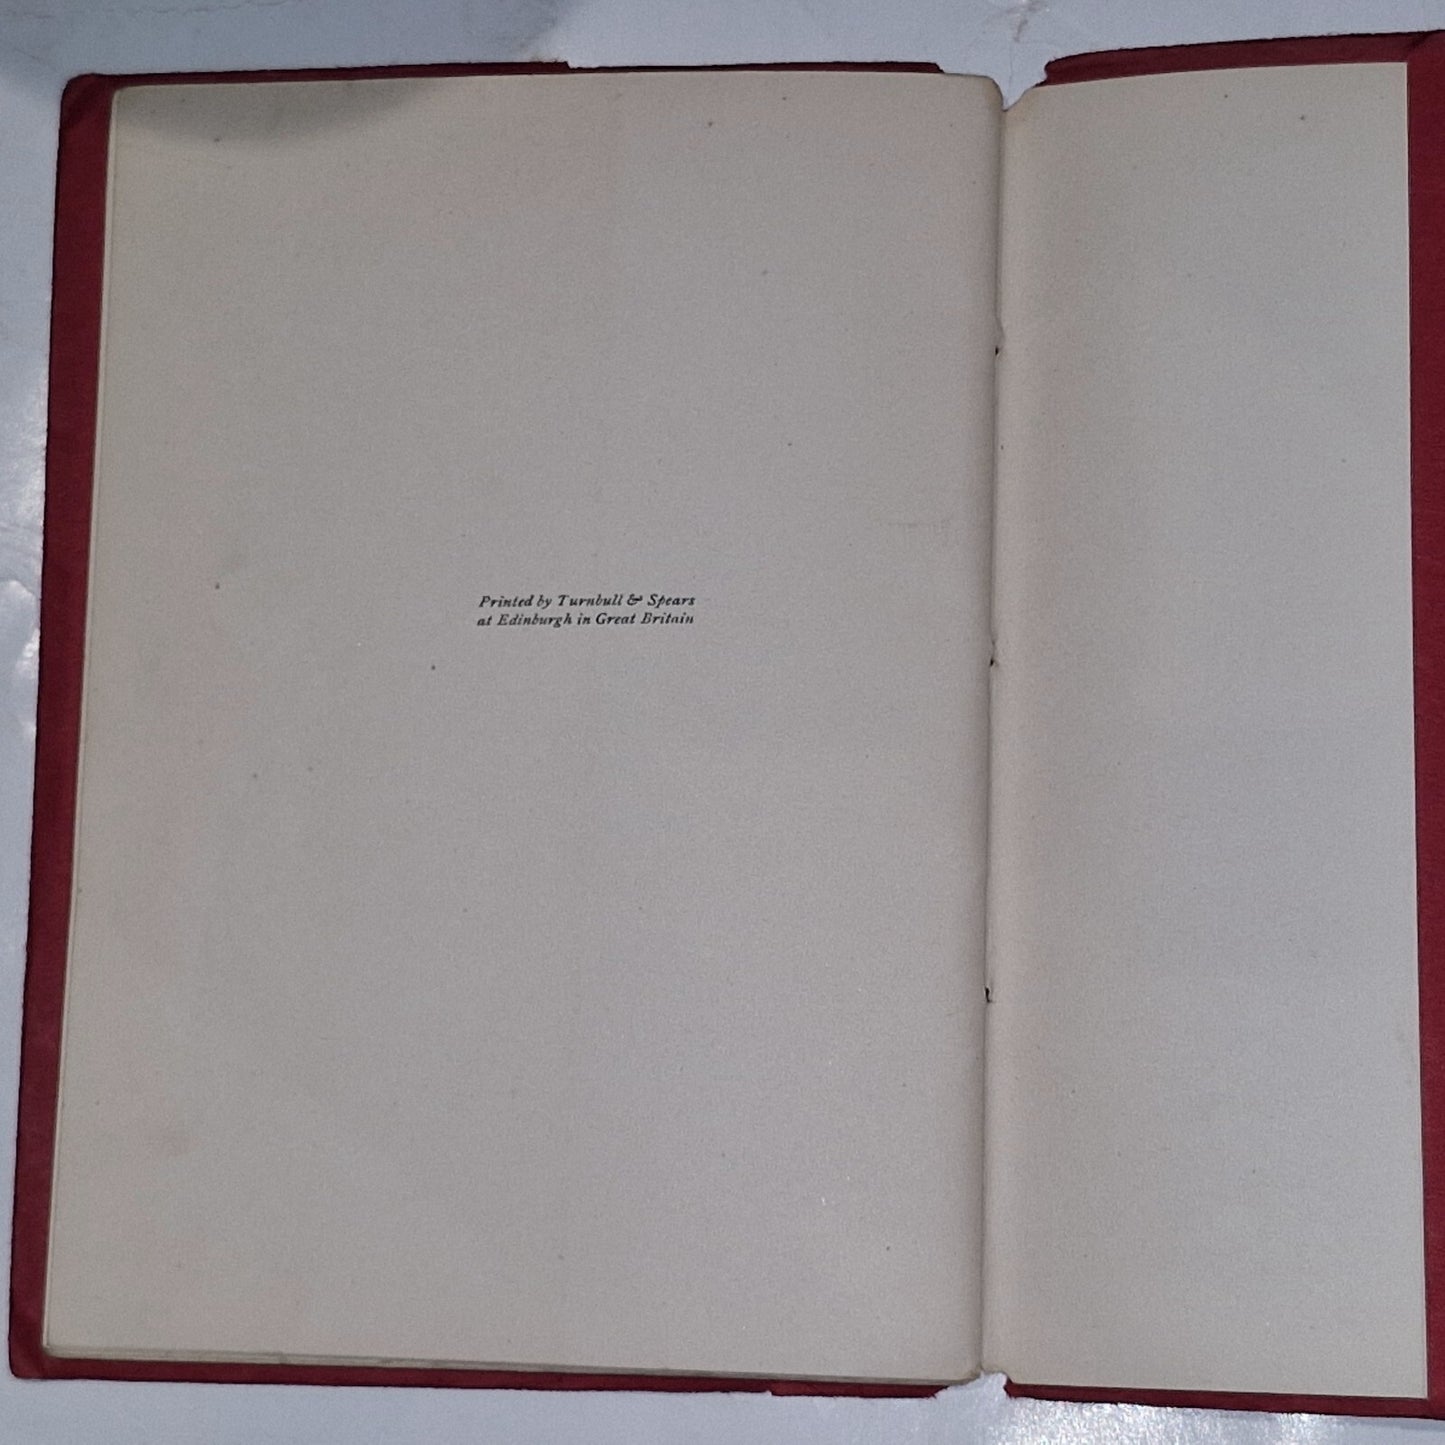 Printed by Turnbull & Spears
at Edinburgh in Great Britain